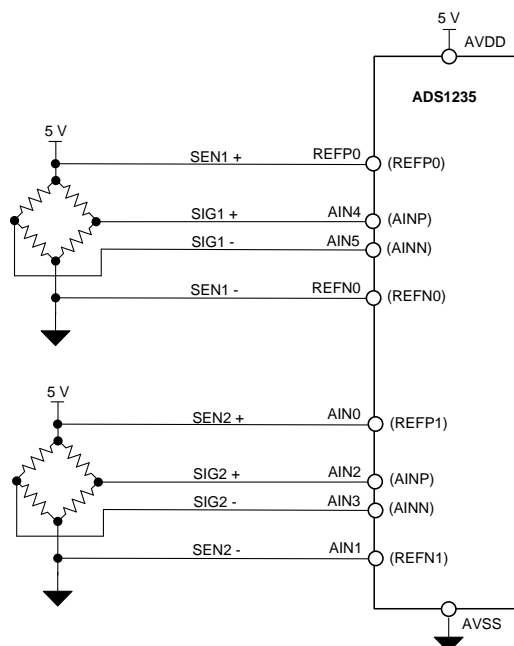 5 V
AVDD
ADS1235
5 V
SEN1 +
REFP0
(REFP0)
SIG1 +
AIN4
(AINP)
SIG1 -
AIN5
(AINN)
SEN1 -
REFN0
(REFN0)
5 V
SEN2 +
AIN0
(REFP1)
SIG2 +
AIN2
(AINP)
SIG2 -
AIN3
(AINN)
SEN2 -
AIN1
(REFN1)
AVSS